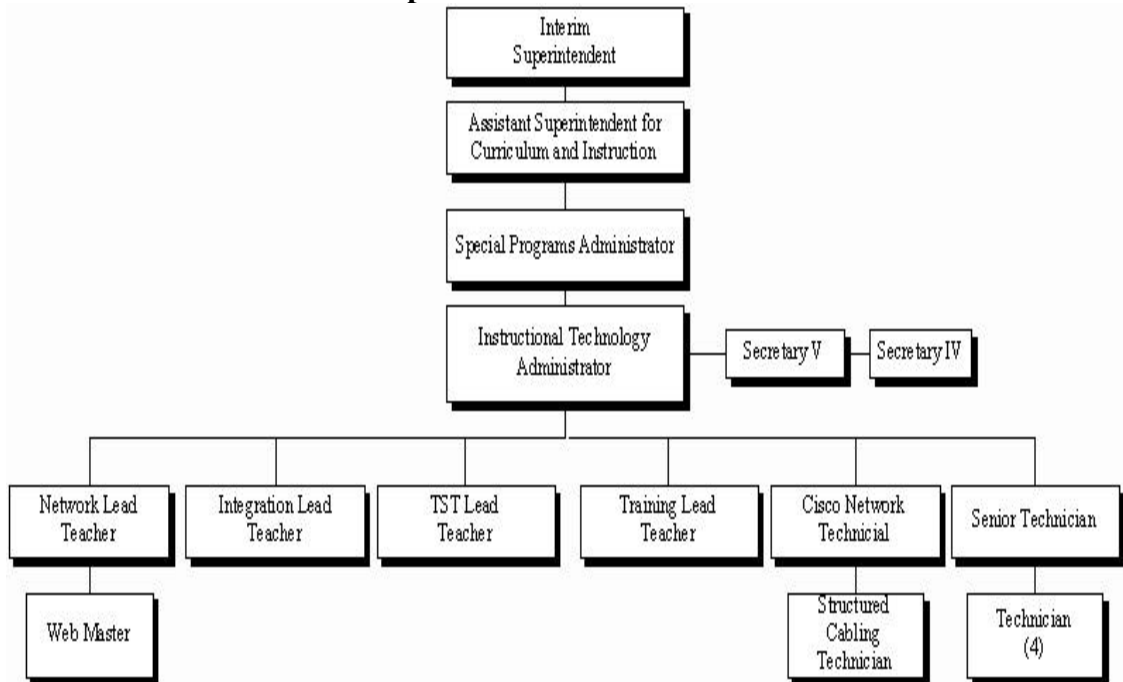 Interim
Superintendent
Assistant Superintendent for
Curriculum and Instruction
Special Programs Administrator
Instructional Technology
Administrator
Secretary V
Secretary IV
Network Lead
Teacher
Integration Lead
Teacher
TST Lead
Teacher
Training Lead
Teacher
Cisco Network
Technicial
Senior Technician
Web Master
Structured
Cabling
Technician
Technician
(4)